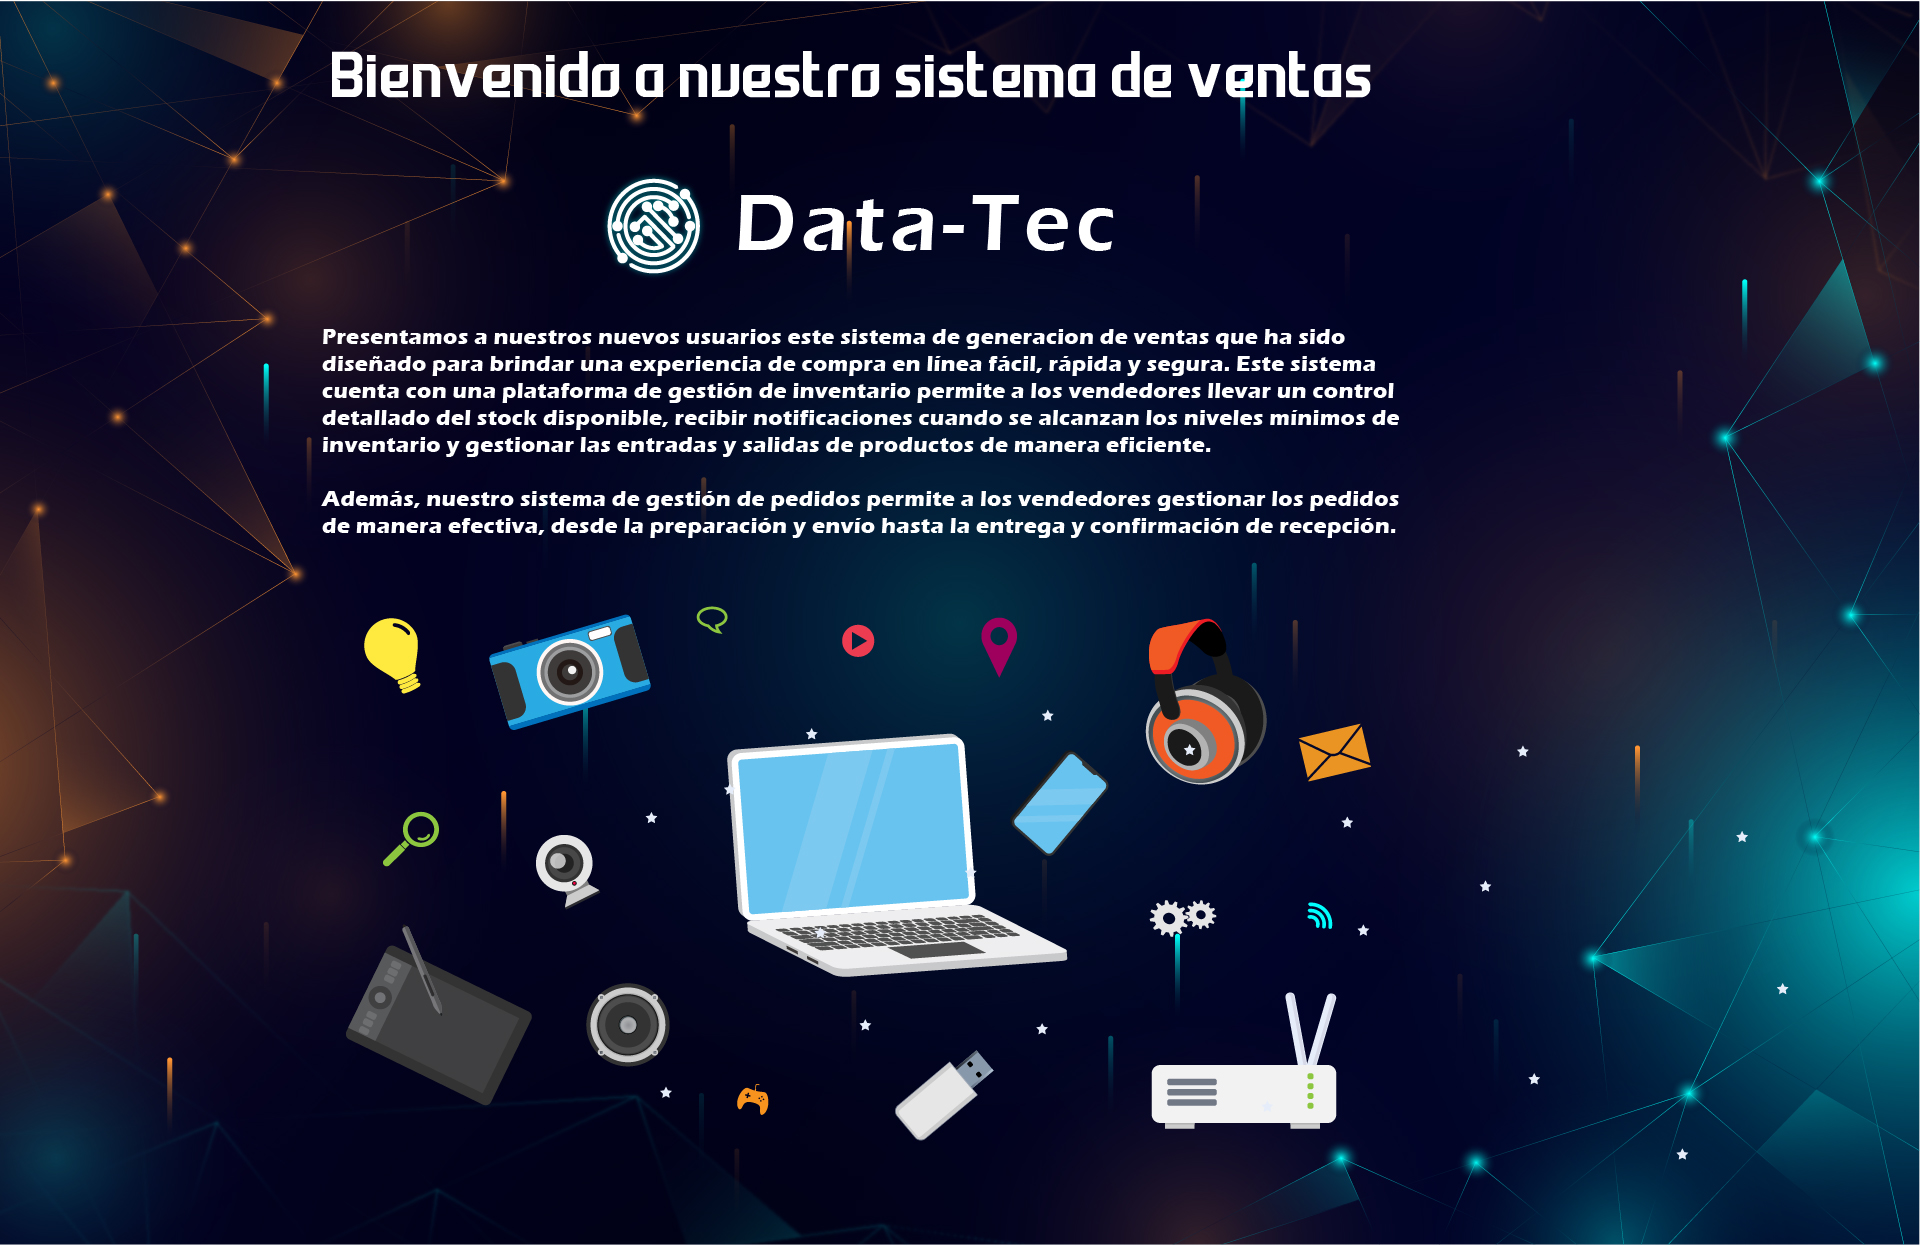 Bienvenido a nuestro sistema de ventas
Data-Tec
Presentamos a nuestros nuevos usuarios este sistema de generacion de ventas que ha sido
diseñado para brindar una experiencia de compra en línea fácil, rápida y segura. Este sistema
cuenta con una plataforma de gestión de inventario permite a los vendedores llevar un control
detallado del stock disponible, recibir notificaciones cuando se alcanzan los niveles mínimos de
inventario y gestionar las entradas y salidas de productos de manera eficiente.
Además, nuestro sistema de gestión de pedidos permite a los vendedores gestionar los pedidos
de manera efectiva, desde la preparación y envío hasta la entrega y confirmación de recepción.